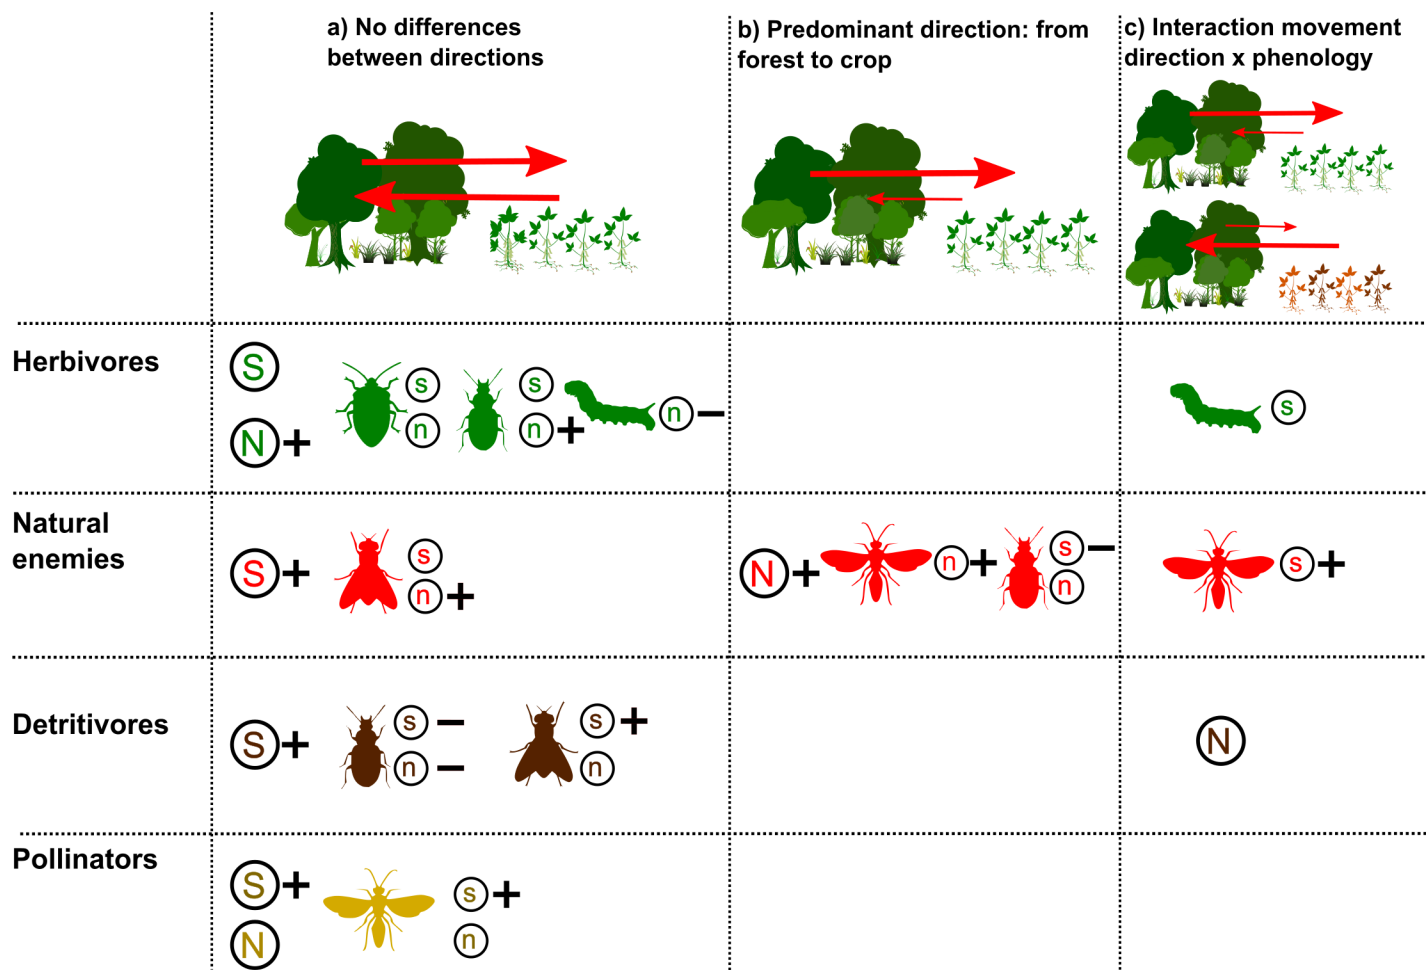 a) No differences
between directions
b) Predominant direction: from
forest to crop
c) Interaction movement
direction x phenology
Herbivores
S
N +
s
n
s
n +
n −
s
Natural
enemies
S +
s
n +
N +
n +
s −
n
s +
Detritivores
S +
s −
n −
s +
n
N
Pollinators
S +
N
s +
n